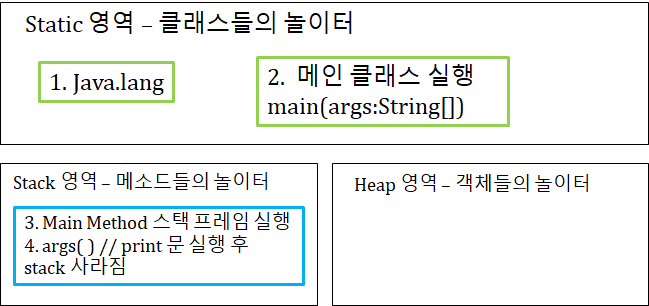 Static 영역 – 클래스들의 놀이터
1. Java.lang
2. 메인 클래스 실행
main(args:String[])
Stack 영역 – 메소드들의 놀이터
3. Main Method 스택 프레임 실행
4. args( ) // print 문 실행 후
stack 사라짐
Heap 영역 – 객체들의 놀이터